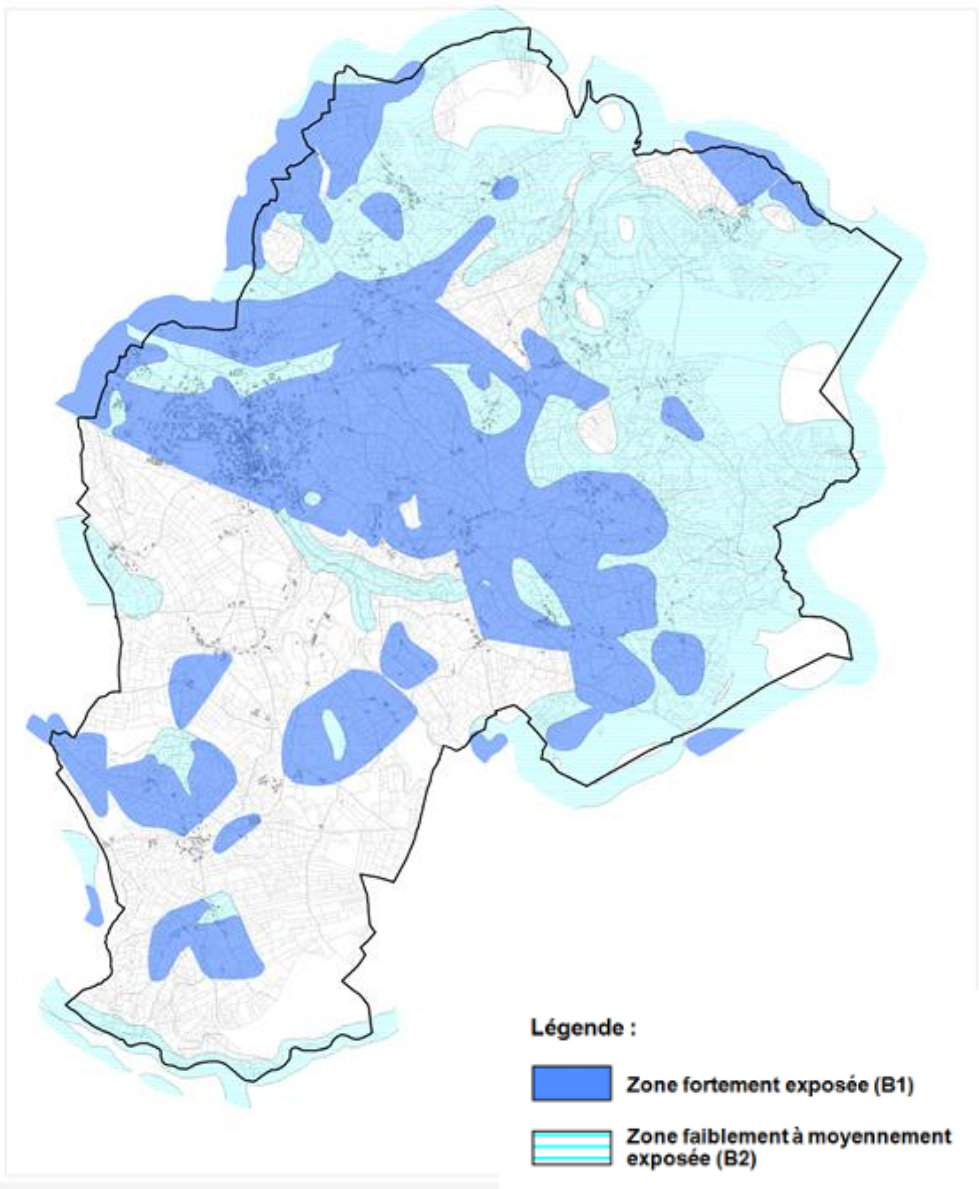 Légende :
Zone fortement exposée (B1)
Zone faiblement à moyennement
exposée (B2)